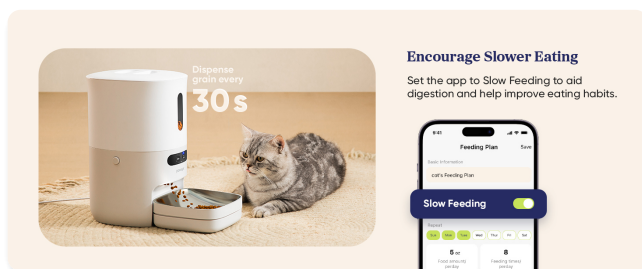 Dispense
grain every
30s
Encourage Slower Eating
Set the app to Slow Feeding to aid
digestion and help improve eating habits.
9:41
Feeding Plan
Save
Basic Information
cat's Feeding Plan
Slow Feeding
Repeat
Sun Mon Tue Wed Thu Fri Sat
5 oz
8
Food amount/
perday
Feeding times/
perday